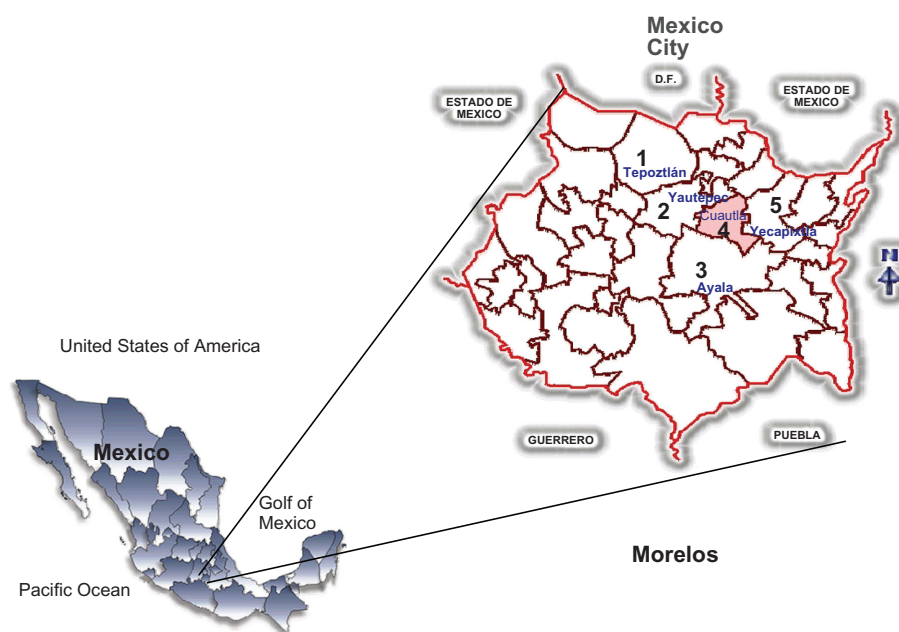 Mexico
City
D.F.
ESTADO DE
MEXICO
ESTADO DE
MEXICO
1
Tepoztlán
Yautepec
2
Cuautla
4
5
Yecapixtla
3
Ayala
N
United States of America
Mexico
GUERRERO
PUEBLA
Golf of
Mexico
Morelos
Pacific Ocean